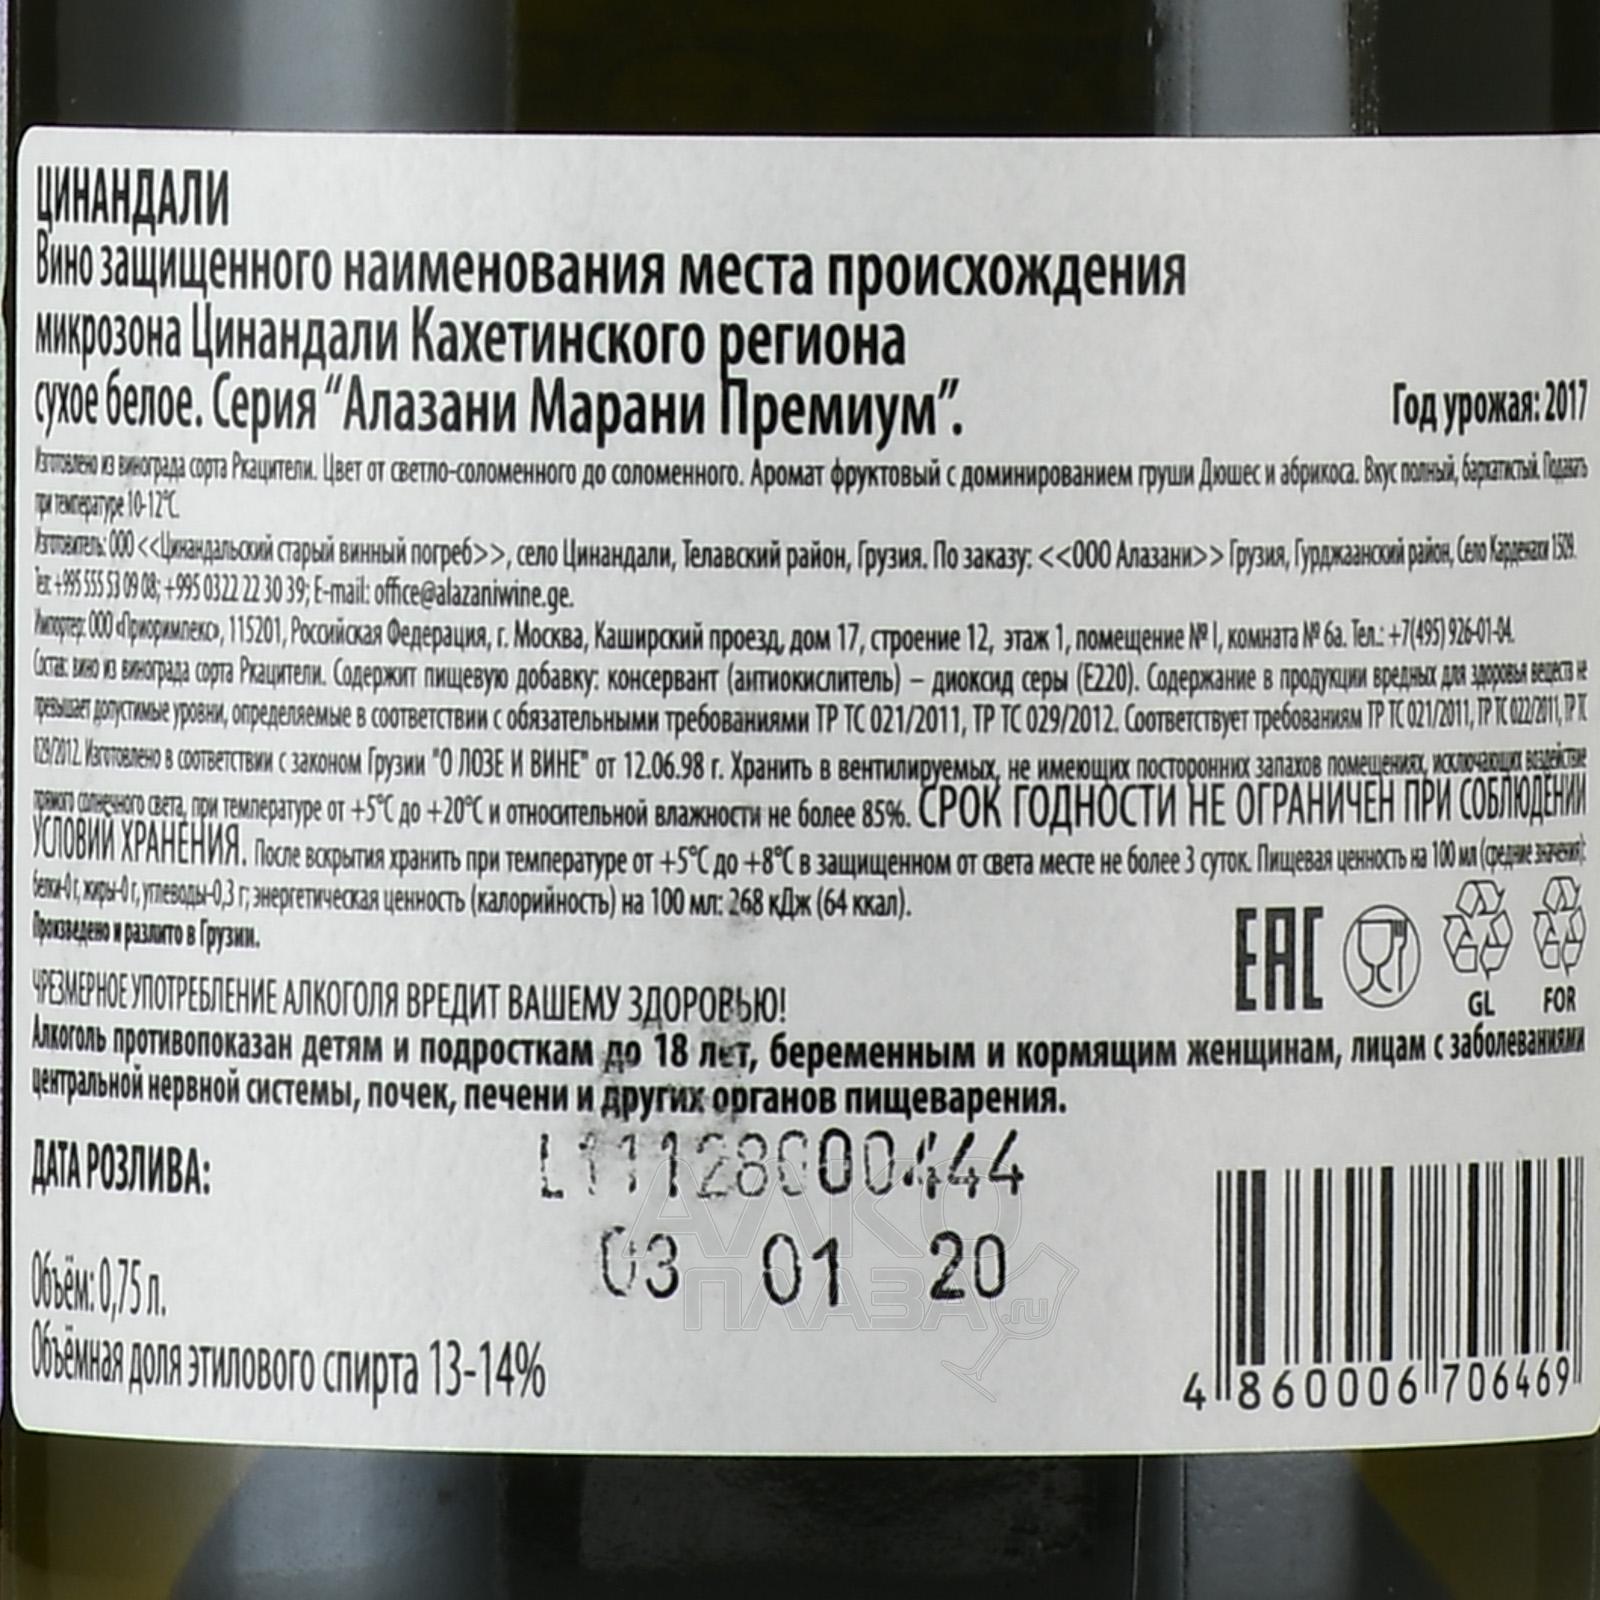 ЦИНАНДАЛИ
Вино защищенного наименования места происхождения
микрозона Цинандали Кахетинского региона
сухое белое. Серия “Алазани Марани Премиум”.
Год урожая: 2017
Изготовлено из винограда сорта Ркацители. Цвет от светло-соломенного до соломенного. Аромат фруктовый с доминированием груши Дюшес и абрикоса. Вкус полный, бархатистый. Подавать
при температуре 10-12°C.
Изготовитель: ООО <<Цинандальский старый винный погреб>>, село Цинандали, Телавский район, Грузия. По заказу: <<ООО Алазани>> Грузия, Гурджаанский район, Село Карденахи 1509.
Тел: +995 555 53 09 08; +995 0322 22 30 39; E-mail: office@alazaniwine.ge.
Импортер: ООО «Приоримпекс», 115201, Российская Федерация, г. Москва, Каширский проезд, дом 17, строение 12, этаж 1, помещение № I, комната № 6а. Тел.: +7(495) 926-01-04.
Состав: вино из винограда сорта Ркацители. Содержит пищевую добавку: консервант (антиокислитель) – диоксид серы (E220). Содержание в продукции вредных для здоровья веществ не
превышает допустимые уровни, определяемые в соответствии с обязательными требованиями ТР ТС 021/2011, ТР ТС 029/2012. Соответствует требованиям ТР ТС 021/2011, ТР ТС 022/2011, ТР ТС
029/2012. Изготовлено в соответствии с законом Грузии "О ЛОЗЕ И ВИНЕ" от 12.06.98 г. Хранить в вентилируемых, не имеющих посторонних запахов помещениях, исключающих воздействие
прямого солнечного света, при температуре от +5°C до +20°C и относительной влажности не более 85%. СРОК ГОДНОСТИ НЕ ОГРАНИЧЕН ПРИ СОБЛЮДЕНИИ
УСЛОВИЙ ХРАНЕНИЯ. После вскрытия хранить при температуре от +5°C до +8°C в защищенном от света месте не более 3 суток. Пищевая ценность на 100 мл (средние значения):
белки-0 г, жиры-0 г, углеводы-0,3 г; энергетическая ценность (калорийность) на 100 мл: 268 кДж (64 ккал).
Произведено и разлито в Грузии.
EAC
GL
FOR
ЧРЕЗМЕРНОЕ УПОТРЕБЛЕНИЕ АЛКОГОЛЯ ВРЕДИТ ВАШЕМУ ЗДОРОВЬЮ!
Алкоголь противопоказан детям и подросткам до 18 лет, беременным и кормящим женщинам, лицам с заболеваниями
центральной нервной системы, почек, печени и других органов пищеварения.
ДАТА РОЗЛИВА:
L11128000444
03 01 20
АЛКО
ПЛАЗА.ru
Объём: 0,75 л.
Объёмная доля этилового спирта 13-14%
4 860006 706469